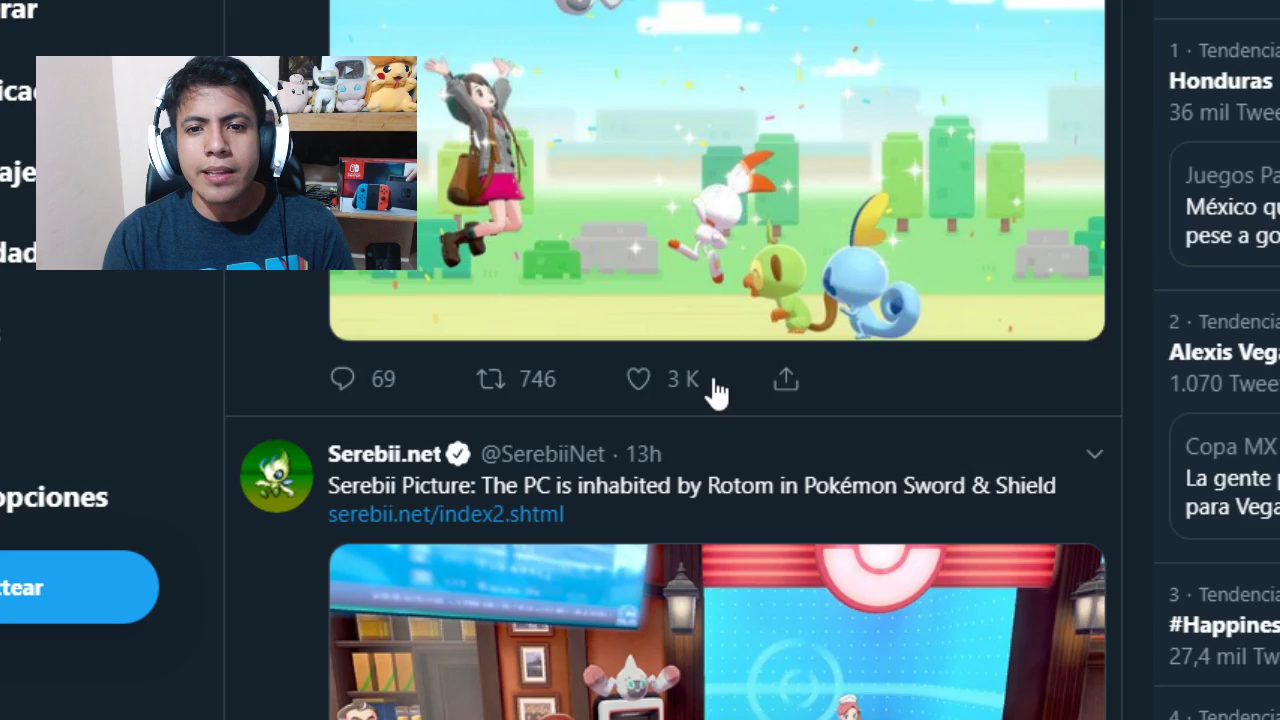 rar
ica
aje
dad
opciones
tear
69
746
3 K
Serebii.net @SerebiiNet · 13h
Serebii Picture: The PC is inhabited by Rotom in Pokémon Sword & Shield
serebii.net/index2.shtml
1 · Tendencia
Honduras
36 mil Twee
Juegos Pa
México qu
pese a go
2 · Tendencia
Alexis Vega
1.070 Twee
Copa MX
La gente p
para Vega
3 · Tendencia
#Happines
27,4 mil Tw
4 · Tendencia